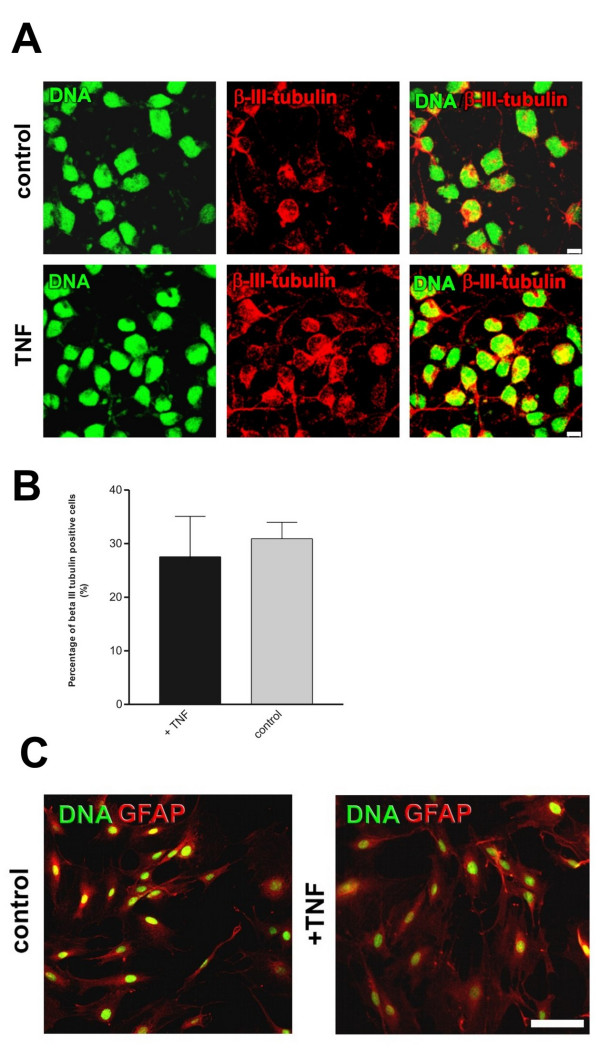 A
control
DNA
β-III-tubulin
DNA β-III-tubulin
TNF
DNA
β-III-tubulin
DNA β-III-tubulin
B
Percentage of beta III tubulin positive cells
(%)
40
30
20
10
0
+ TNF
control
C
control
DNA GFAP
+TNF
DNA GFAP